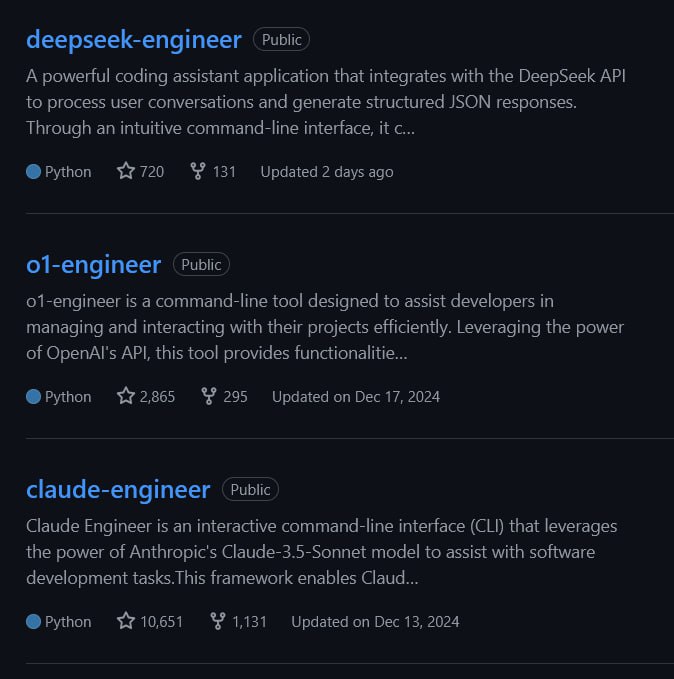 deepseek-engineer Public
A powerful coding assistant application that integrates with the DeepSeek API
to process user conversations and generate structured JSON responses.
Through an intuitive command-line interface, it c...
Python 720 131 Updated 2 days ago
o1-engineer Public
o1-engineer is a command-line tool designed to assist developers in
managing and interacting with their projects efficiently. Leveraging the power
of OpenAI's API, this tool provides functionalitie...
Python 2,865 295 Updated on Dec 17, 2024
claude-engineer Public
Claude Engineer is an interactive command-line interface (CLI) that leverages
the power of Anthropic's Claude-3.5-Sonnet model to assist with software
development tasks.This framework enables Claud...
Python 10,651 1,131 Updated on Dec 13, 2024